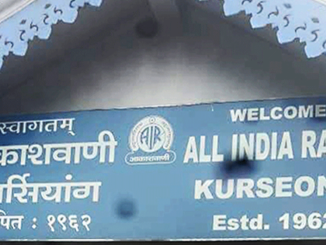 स्वागतम्
काशवाणी
र्सियांग
पित : १९६२
AIR
आकाशवाणी
WELCOME
ALL INDIA RA
KURSEON
Estd. 1962